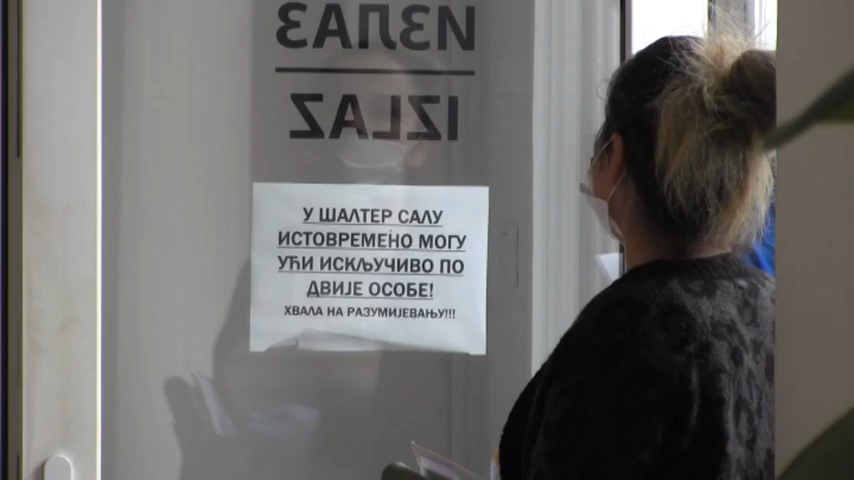 ИЗЛАЗ
IZLAZ
У ШАЛТЕР САЛУ
ИСТОВРЕМЕНО МОГУ
УЋИ ИСКЉУЧИВО ПО
ДВИЈЕ ОСОБЕ!
ХВАЛА НА РАЗУМИЈЕВАЊУ!!!